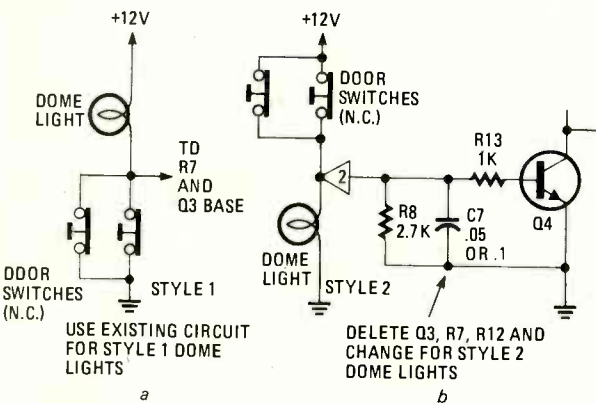 +12V
DOME
LIGHT
TD
R7
AND
Q3 BASE
DDOR
SWITCHES
(N.C.)
STYLE 1
USE EXISTING CIRCUIT
FOR STYLE 1 DOME
LIGHTS
a
+12V
DOOR
SWITCHES
(N.C.)
2
R13
1K
R8
2.7K
C7
.05
OR .1
Q4
DOME
LIGHT
STYLE 2
DELETE Q3, R7, R12 AND
CHANGE FOR STYLE 2
DOME LIGHTS
b